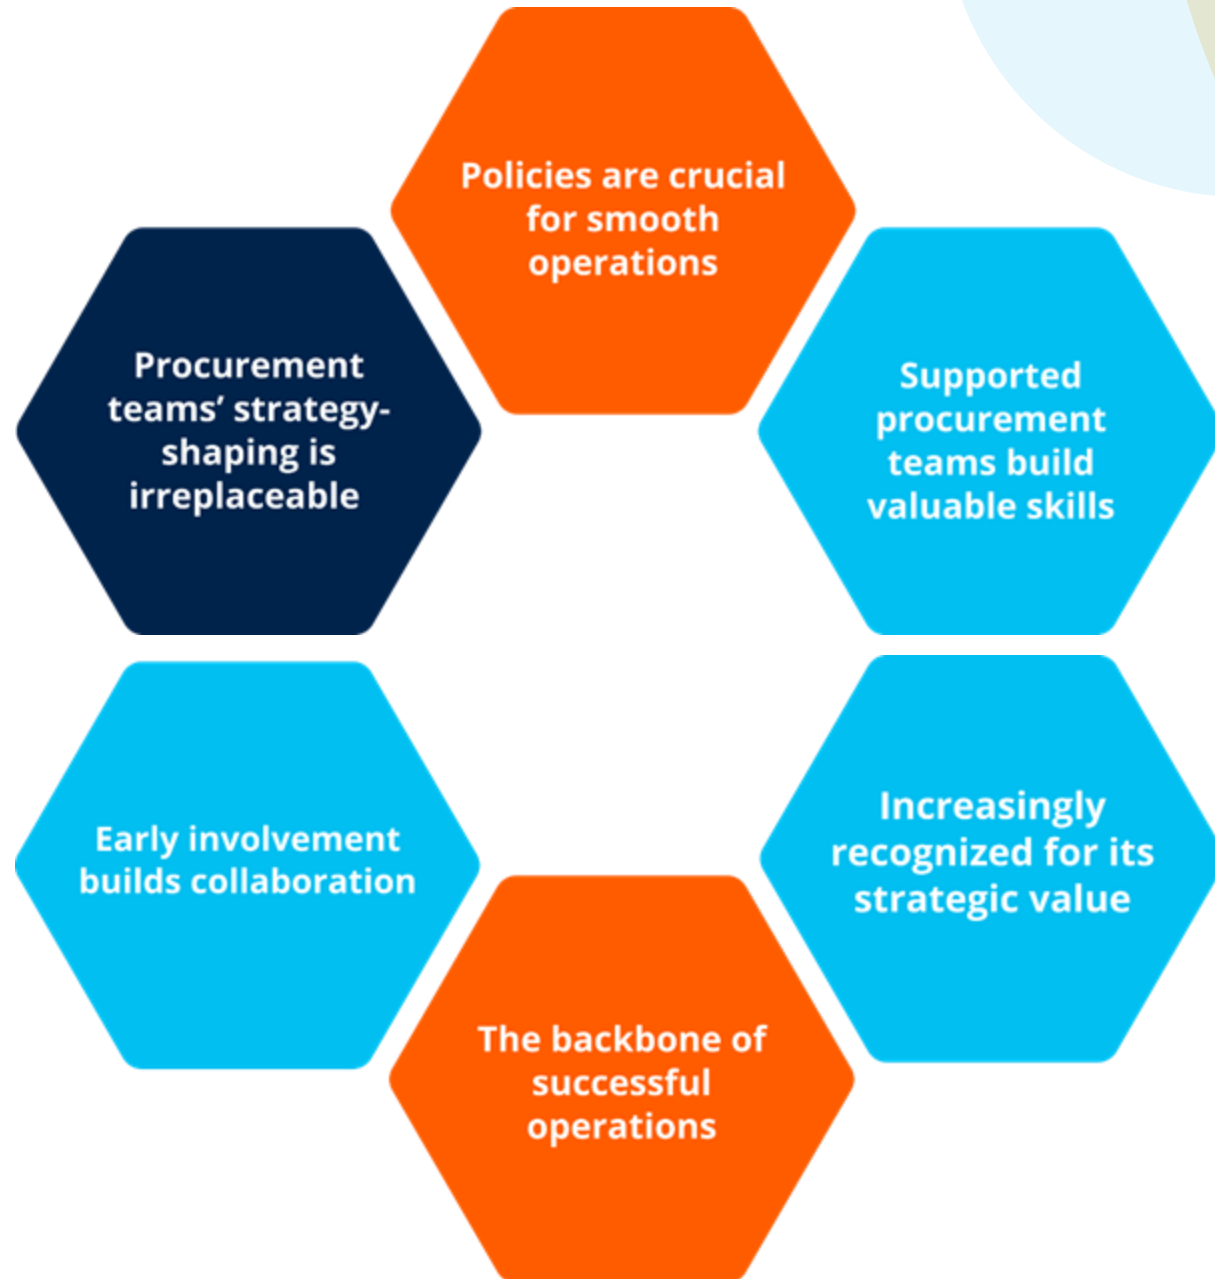 Policies are crucial
for smooth
operations
Procurement
teams’ strategy-
shaping is
irreplaceable
Supported
procurement
teams build
valuable skills
Early involvement
builds collaboration
Increasingly
recognized for its
strategic value
The backbone of
successful
operations